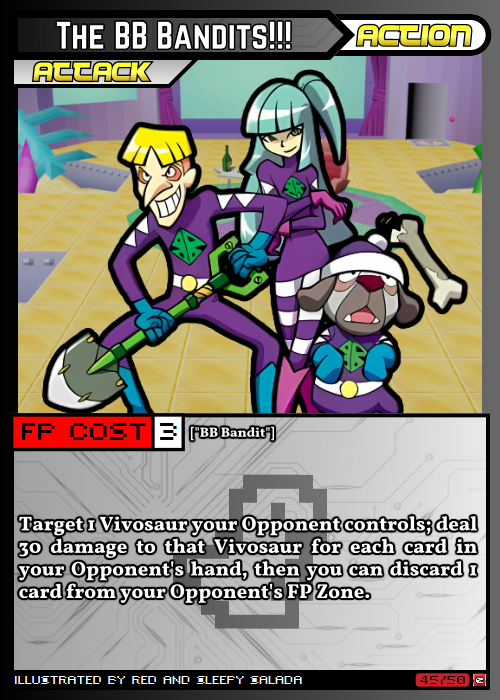 The BB Bandits!!!
ACTION
ATTACK
BB
FP COST 3 ["BB Bandit"]
Target 1 Vivosaur your Opponent controls; deal
30 damage to that Vivosaur for each card in
your Opponent's hand, then you can discard 1
card from your Opponent's FP Zone.
ILLUSTRATED BY RED AND SLEEPY SALADA
45/50